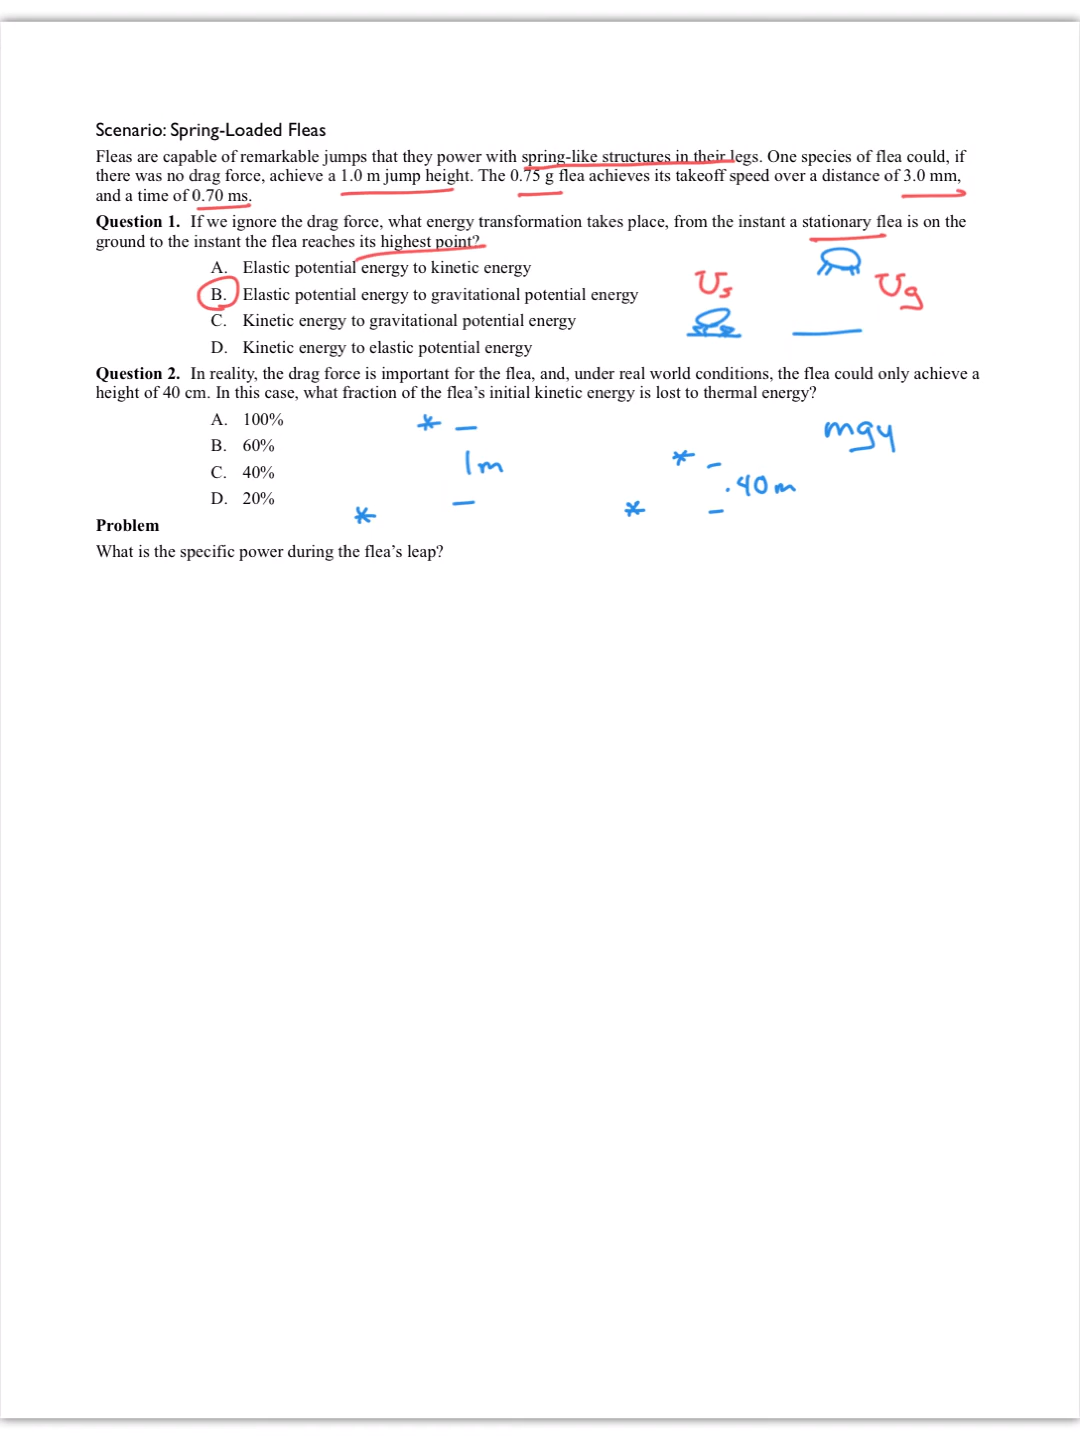 Scenario: Spring-Loaded Fleas
Fleas are capable of remarkable jumps that they power with spring-like structures in their legs. One species of flea could, if
there was no drag force, achieve a 1.0 m jump height. The 0.75 g flea achieves its takeoff speed over a distance of 3.0 mm,
and a time of 0.70 ms.
Question 1. If we ignore the drag force, what energy transformation takes place, from the instant a stationary flea is on the
ground to the instant the flea reaches its highest point?
A. Elastic potential energy to kinetic energy
B. Elastic potential energy to gravitational potential energy
C. Kinetic energy to gravitational potential energy
D. Kinetic energy to elastic potential energy
Us
Ug
Question 2. In reality, the drag force is important for the flea, and, under real world conditions, the flea could only achieve a
height of 40 cm. In this case, what fraction of the flea's initial kinetic energy is lost to thermal energy?
A. 100%
B. 60%
C. 40%
D. 20%
1m
.40m
mgy
Problem
What is the specific power during the flea's leap?